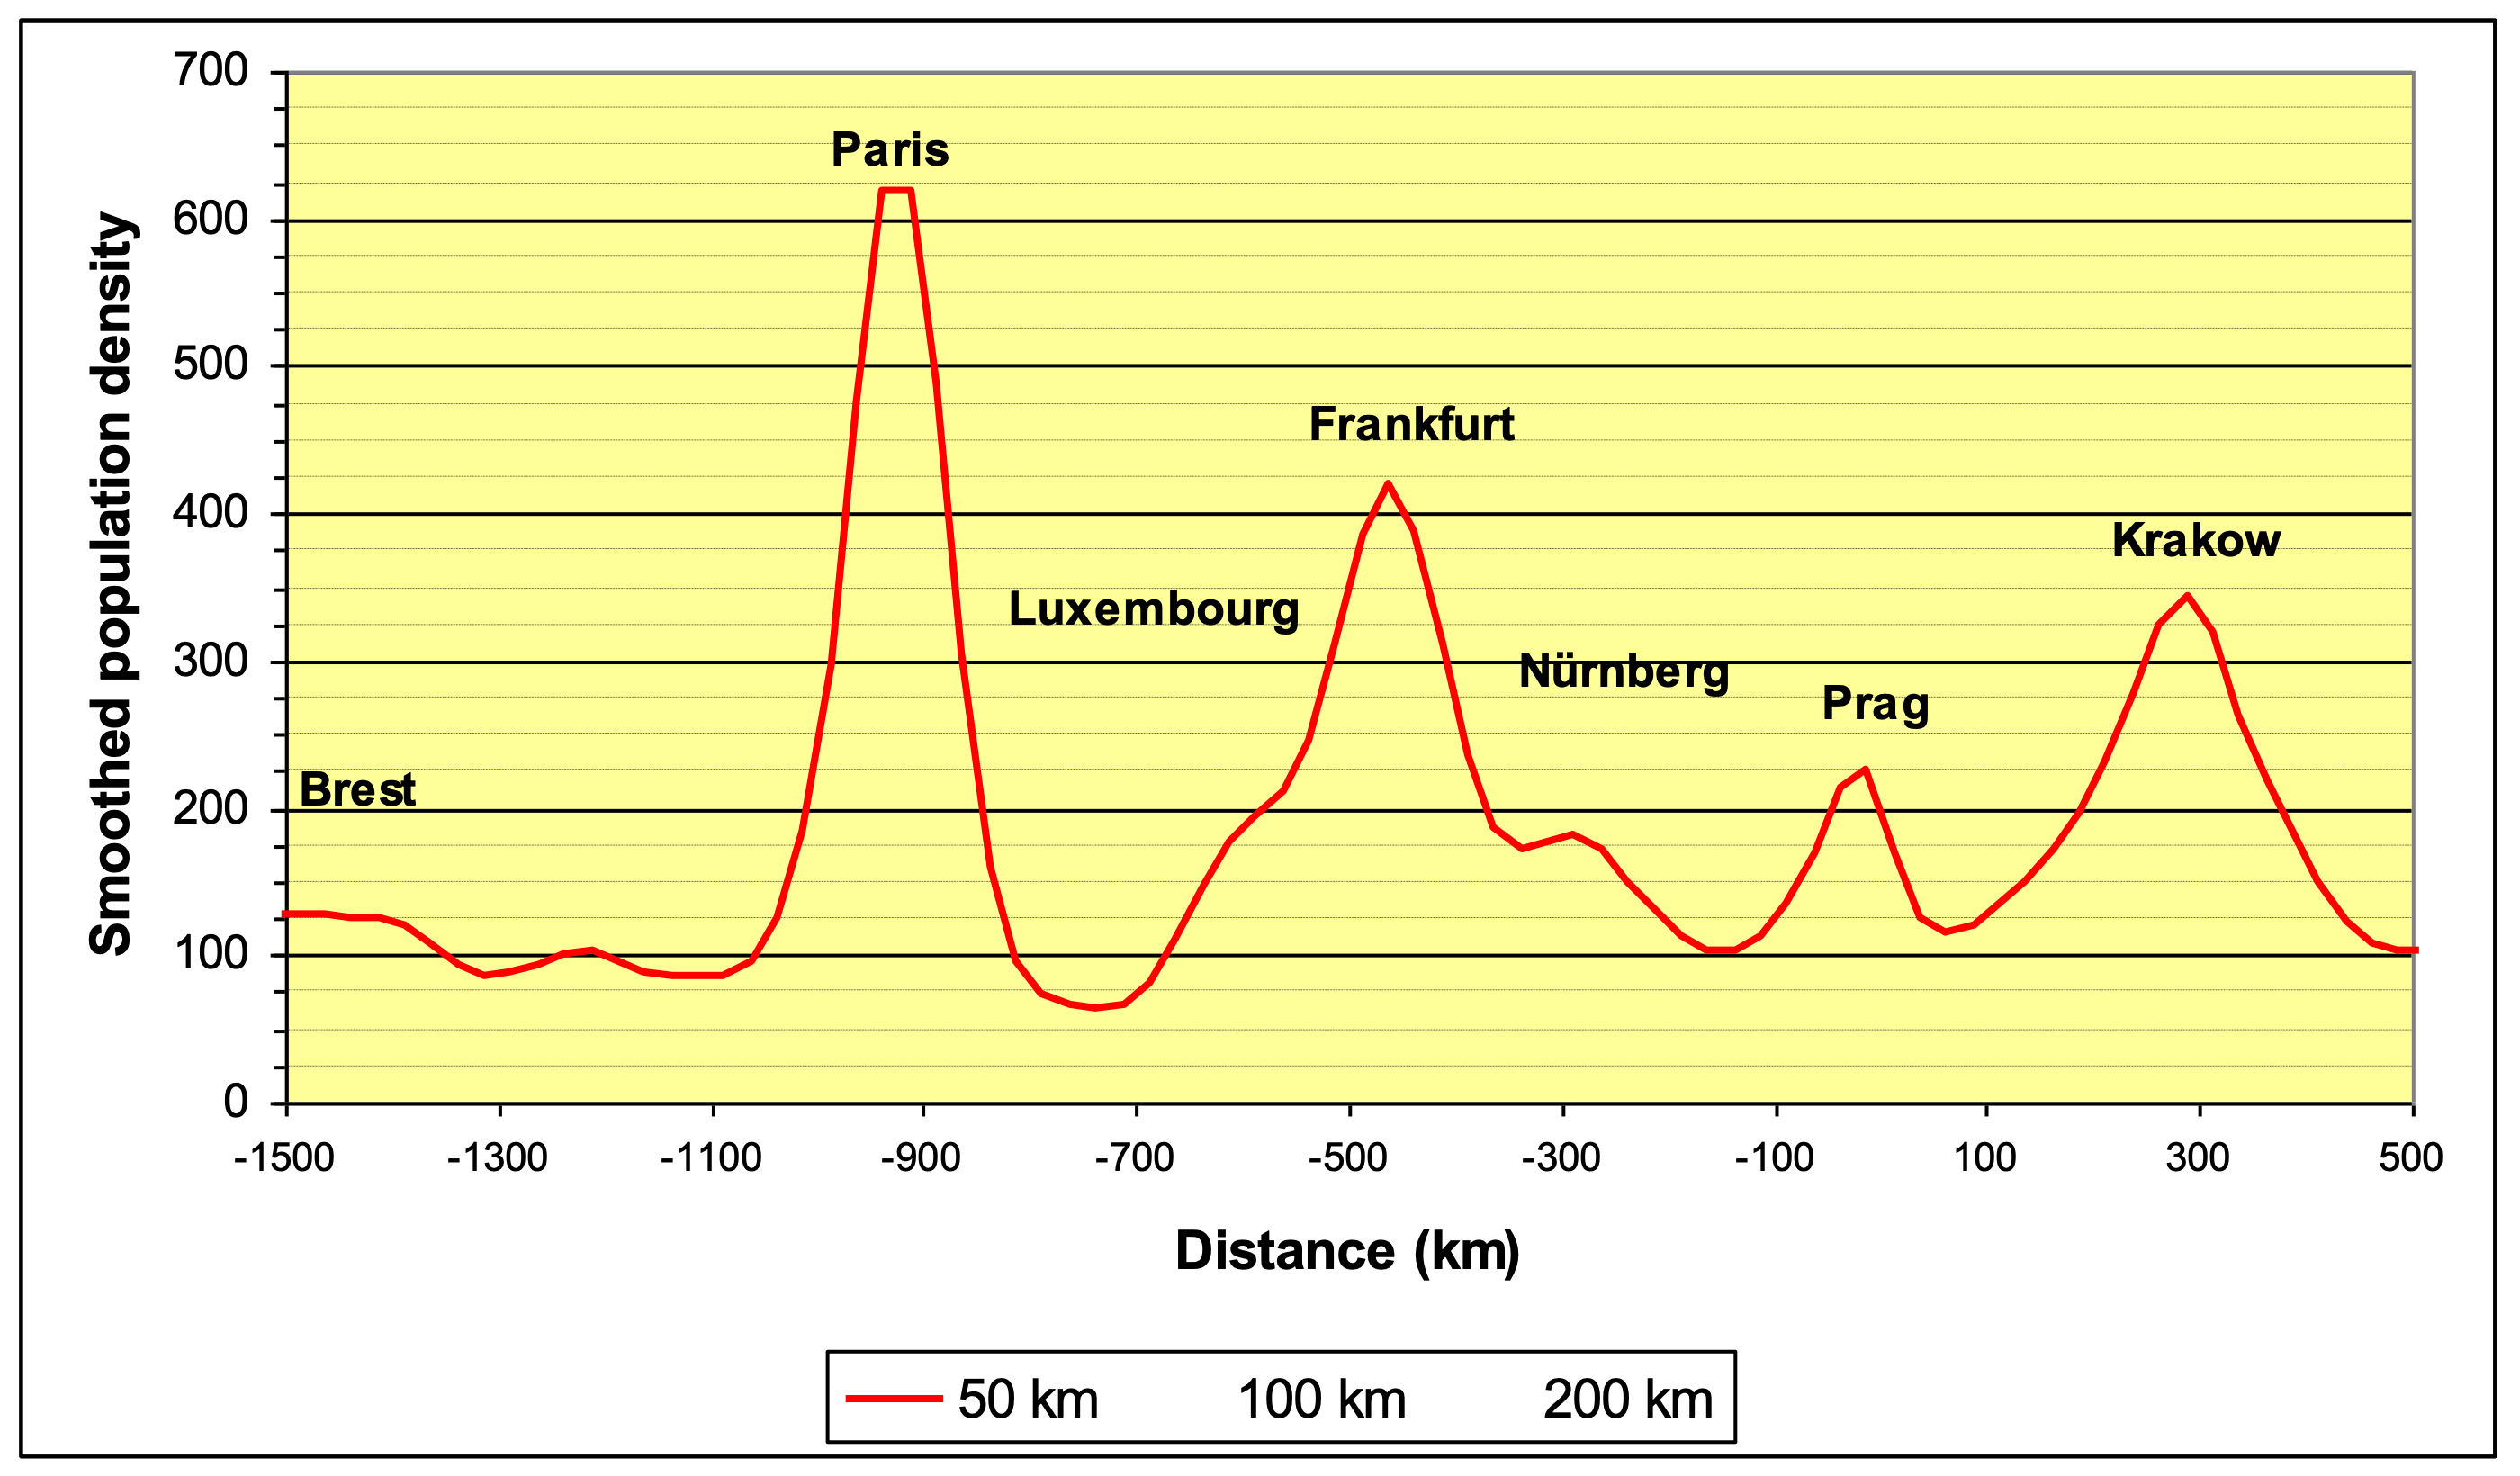 700
Paris
600
500
Frankfurt
400
Krakow
Luxembourg
300
Nürnberg
Prag
Brest
200
100
0
Smoothed population density
-1500 -1300 -1100 -900 -700 -500 -300 -100 100 300 500
Distance (km)
50 km 100 km 200 km